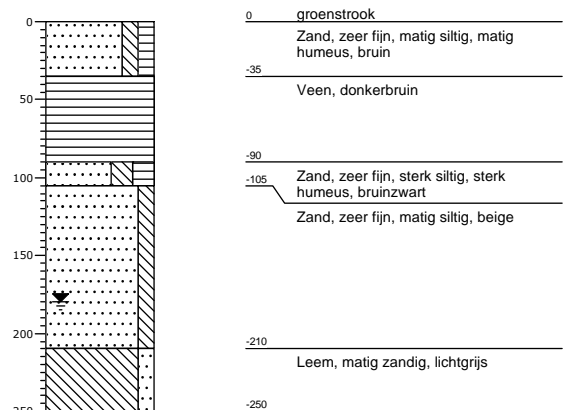 0
50
100
150
200
250
0 groenstrook
Zand, zeer fijn, matig siltig, matig
humeus, bruin
-35
Veen, donkerbruin
-90
Zand, zeer fijn, sterk siltig, sterk
humeus, bruinzwart
-105
Zand, zeer fijn, matig siltig, beige
-210
Leem, matig zandig, lichtgrijs
-250